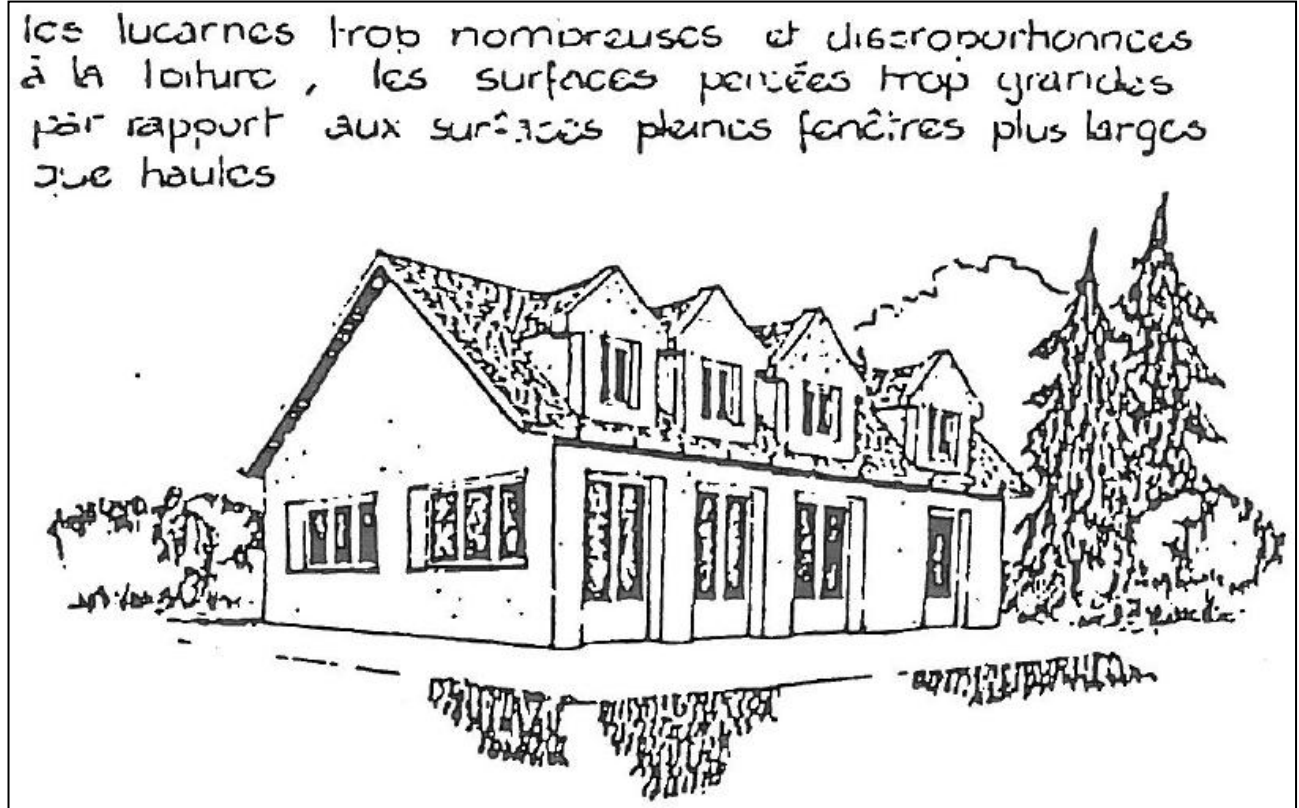 les lucarnes trop nombreuses et disproportionnées
à la toiture, les surfaces percées trop grandes
par rapport aux surfaces pleines fenêtres plus larges
que hautes